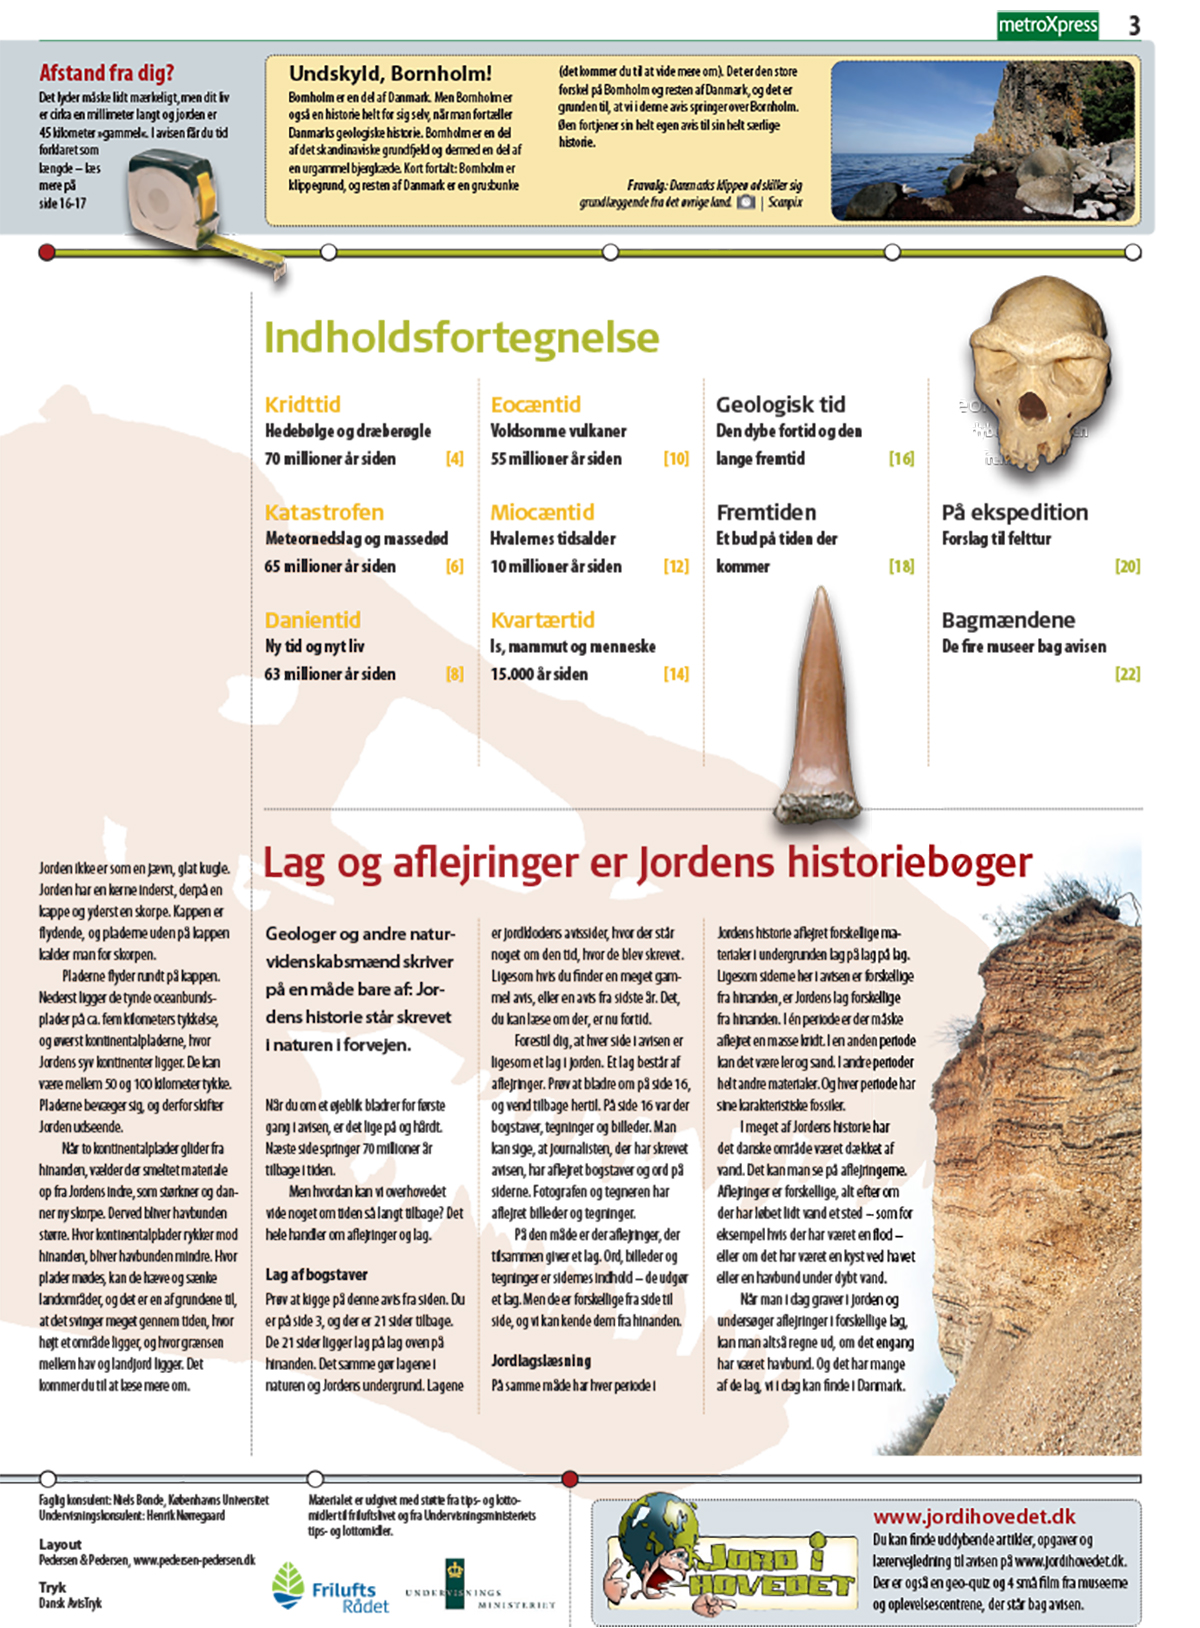 metroXpress 3
Afstand fra dig?
Det lyder måske lidt mærkeligt, men dit liv
er cirka en millimeter langt og jorden er
45 kilometer »gammel«. I avisen får du tid
forklaret som
længde – læs
mere på
side 16-17
Undskyld, Bornholm!
Bornholm er en del af Danmark. Men Bornholm er
også en historie helt for sig selv, når man fortæller
Danmarks geologiske historie. Bornholm er en del
af det skandinaviske grundfjeld og dermed en del af
en urgammel bjergkæde. Kort fortalt: Bornholm er
klippegrund, og resten af Danmark er en grusbunke
(det kommer du til at vide mere om). Det er den store
forskel på Bornholm og resten af Danmark, og det er
grunden til, at vi i denne avis springer over Bornholm.
Øen fortjener sin helt egen avis til sin helt særlige
historie.
Fravalg: Danmarks klippeø adskiller sig
grundlæggende fra det øvrige land. | Scanpix
Indholdsfortegnelse
Kridttid
Hedebølge og dræberøgle
70 millioner år siden [4]
Katastrofen
Meteornedslag og massedød
65 millioner år siden [6]
Danientid
Ny tid og nyt liv
63 millioner år siden [8]
Eocæntid
Voldsomme vulkaner
55 millioner år siden [10]
Miocæntid
Hvalernes tidsalder
10 millioner år siden [12]
Kvartærtid
Is, mammut og menneske
15.000 år siden [14]
Geologisk tid
Den dybe fortid og den
lange fremtid [16]
Fremtiden
Et bud på tiden der
kommer [18]
På ekspedition
Forslag til felttur
[20]
Bagmændene
De fire museer bag avisen
[22]
Jorden ikke er som en jævn, glat kugle.
Jorden har en kerne inderst, derpå en
kappe og yderst en skorpe. Kappen er
flydende, og pladerne uden på kappen
kalder man for skorpen.
Pladerne flyder rundt på kappen.
Nederst ligger de tynde oceanbunds-
plader på ca. fem kilometers tykkelse,
og øverst kontinentalpladerne, hvor
Jordens syv kontinenter ligger. De kan
være mellem 50 og 100 kilometer tykke.
Pladerne bevæger sig, og derfor skifter
Jorden udseende.
Når to kontinentalplader glider fra
hinanden, vælder der smeltet materiale
op fra Jordens indre, som størkner og dan-
ner ny skorpe. Derved bliver havbunden
større. Hvor kontinentalplader rykker mod
hinanden, bliver havbunden mindre. Hvor
plader mødes, kan de hæve og sænke
landområder, og det er en af grundene til,
at det svinger meget gennem tiden, hvor
højt et område ligger, og hvor grænsen
mellem hav og landjord ligger. Det
kommer du til at læse mere om.
Lag og aflejringer er Jordens historiebøger
Geologer og andre natur-
videnskabsmænd skriver
på en måde bare af: Jor-
dens historie står skrevet
i naturen i forvejen.
Når du om et øjeblik bladrer for første
gang i avisen, er det lige på og hårdt.
Næste side springer 70 millioner år
tilbage i tiden.
Men hvordan kan vi overhovedet
vide noget om tiden så langt tilbage? Det
hele handler om aflejringer og lag.
Lag af bogstaver
Prøv at kigge på denne avis fra siden. Du
er på side 3, og der er 21 sider tilbage.
De 21 sider ligger lag på lag oven på
hinanden. Det samme gør lagene i
naturen og Jordens undergrund. Lagene
er jordklodens avissider, hvor der står
noget om den tid, hvor de blev skrevet.
Ligesom hvis du finder en meget gam-
mel avis, eller en avis fra sidste år. Det,
du kan læse om der, er nu fortid.
Forestil dig, at hver side i avisen er
ligesom et lag i jorden. Et lag består af
aflejringer. Prøv at bladre om på side 16,
og vend tilbage hertil. På side 16 var der
bogstaver, tegninger og billeder. Man
kan sige, at journalisten, der har skrevet
avisen, har aflejret bogstaver og ord på
siderne. Fotografen og tegneren har
aflejret billeder og tegninger.
På den måde er der aflejringer, der
tilsammen giver et lag. Ord, billeder og
tegninger er sidernes indhold – de udgør
et lag. Men de er forskellige fra side til
side, og vi kan kende dem fra hinanden.
Jordlagslæsning
På samme måde har hver periode i
Jordens historie aflejret forskellige ma-
terialer i undergrunden lag på lag på lag.
Ligesom siderne her i avisen er forskellige
fra hinanden, er Jordens lag forskellige
fra hinanden. I én periode er der måske
aflejret en masse kridt. I en anden periode
kan det være ler og sand. I andre perioder
helt andre materialer. Og hver periode har
sine karakteristiske fossiler.
I meget af Jordens historie har
det danske område været dækket af
vand. Det kan man se på aflejringerne.
Aflejringer er forskellige, alt efter om
der har løbet lidt vand et sted – som for
eksempel hvis der har været en flod –
eller om det har været en kyst ved havet
eller en havbund under dybt vand.
Når man i dag graver i jorden og
undersøger aflejringer i forskellige lag,
kan man altså regne ud, om det engang
har været havbund. Og det har mange
af de lag, vi i dag kan finde i Danmark.
Faglig konsulent: Niels Bonde, Københavns Universitet
Undervisningskonsulent: Henrik Nørregaard
Layout
Pedersen & Pedersen, www.pedersen-pedersen.dk
Tryk
Dansk AvisTryk
Materialet er udgivet med støtte fra tips- og lotto-
midler til friluftslivet og fra Undervisningsministeriets
tips- og lottomidler.
Frilufts
Rådet
UNDERVISNINGS
MINISTERIET
JORD i
HOVEDET
www.jordihovedet.dk
Du kan finde uddybende artikler, opgaver og
lærervejledning til avisen på www.jordihovedet.dk.
Der er også en geo-quiz og 4 små film fra museerne
og oplevelsescentrene, der står bag avisen.